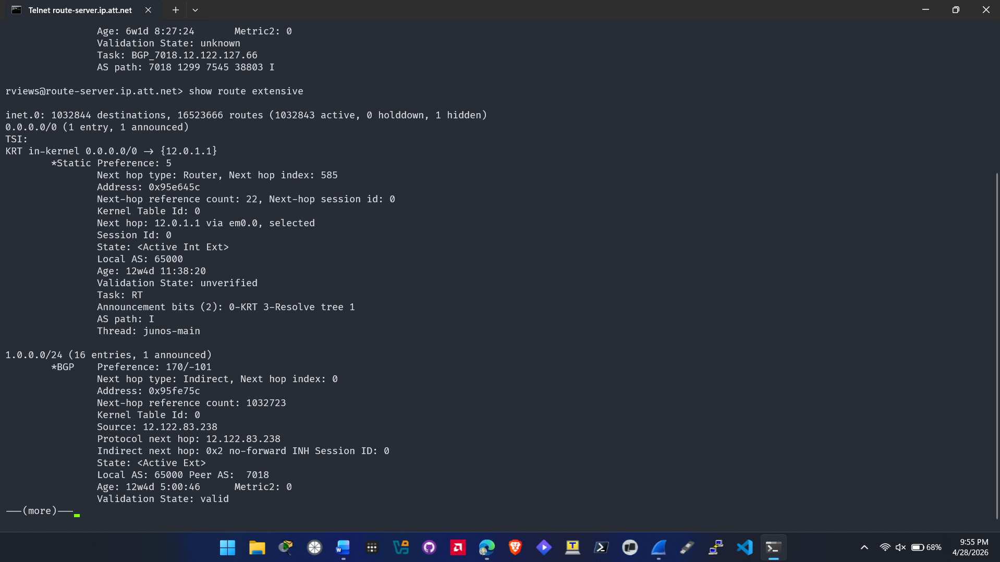 Telnet route-server.ip.att.net
Age: 6w1d 8:27:24       Metric2: 0
Validation State: unknown
Task: BGP_7018.12.122.127.66
AS path: 7018 1299 7545 38803 I
rviews@route-server.ip.att.net> show route extensive
inet.0: 1032844 destinations, 16523666 routes (1032843 active, 0 holddown, 1 hidden)
0.0.0.0/0 (1 entry, 1 announced)
TSI:
KRT in-kernel 0.0.0.0/0 -> {12.0.1.1}
*Static Preference: 5
Next hop type: Router, Next hop index: 585
Address: 0x95e645c
Next-hop reference count: 22, Next-hop session id: 0
Kernel Table Id: 0
Next hop: 12.0.1.1 via em0.0, selected
Session Id: 0
State: <Active Int Ext>
Local AS: 65000
Age: 12w4d 11:38:20
Validation State: unverified
Task: RT
Announcement bits (2): 0-KRT 3-Resolve tree 1
AS path: I
Thread: junos-main
1.0.0.0/24 (16 entries, 1 announced)
*BGP    Preference: 170/-101
Next hop type: Indirect, Next hop index: 0
Address: 0x95fe75c
Next-hop reference count: 1032723
Kernel Table Id: 0
Source: 12.122.83.238
Protocol next hop: 12.122.83.238
Indirect next hop: 0x2 no-forward INH Session ID: 0
State: <Active Ext>
Local AS: 65000 Peer AS:  7018
Age: 12w4d 5:00:46      Metric2: 0
Validation State: valid
---(more)---
68%
9:55 PM
4/28/2026